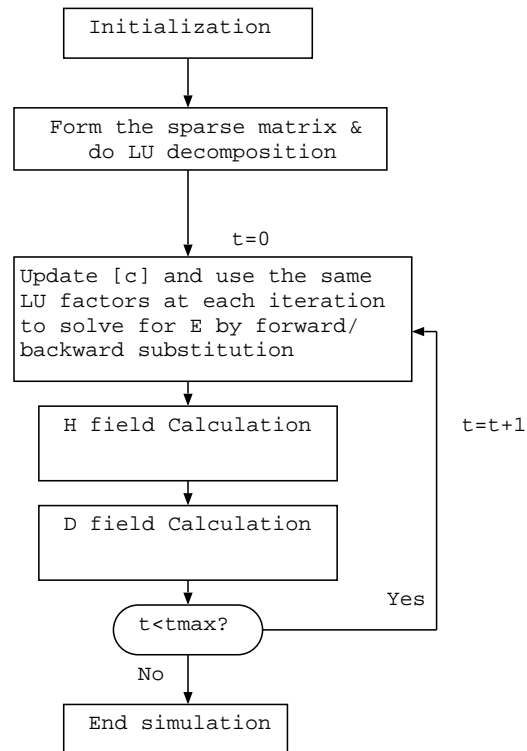 Initialization
Form the sparse matrix &
do LU decomposition
t=0
Update [c] and use the same
LU factors at each iteration
to solve for E by forward/
backward substitution
H field Calculation
t=t+1
D field Calculation
Yes
t<tmax?
No
End simulation